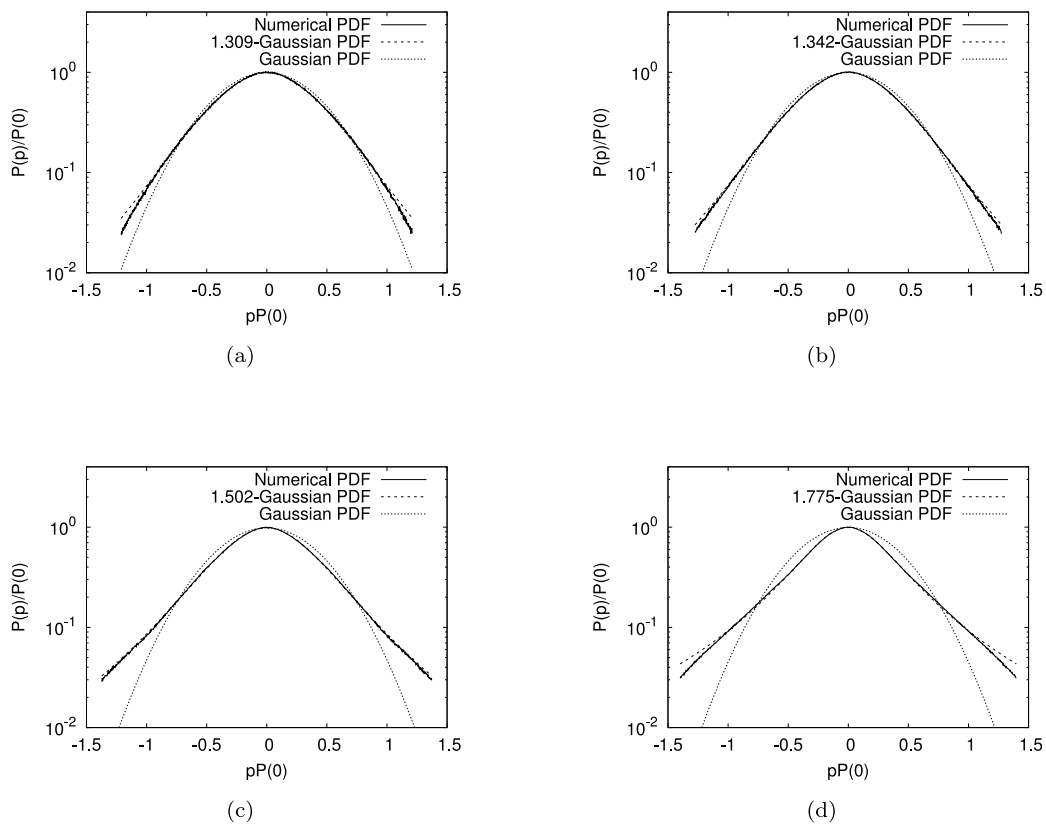 Numerical PDF
1.309-Gaussian PDF
Gaussian PDF
P(p)/P(0)
10^0
10^-1
10^-2
-1.5 -1 -0.5 0 0.5 1 1.5
pP(0)
(a)
Numerical PDF
1.342-Gaussian PDF
Gaussian PDF
P(p)/P(0)
10^0
10^-1
10^-2
-1.5 -1 -0.5 0 0.5 1 1.5
pP(0)
(b)
Numerical PDF
1.502-Gaussian PDF
Gaussian PDF
P(p)/P(0)
10^0
10^-1
10^-2
-1.5 -1 -0.5 0 0.5 1 1.5
pP(0)
(c)
Numerical PDF
1.775-Gaussian PDF
Gaussian PDF
P(p)/P(0)
10^0
10^-1
10^-2
-1.5 -1 -0.5 0 0.5 1 1.5
pP(0)
(d)